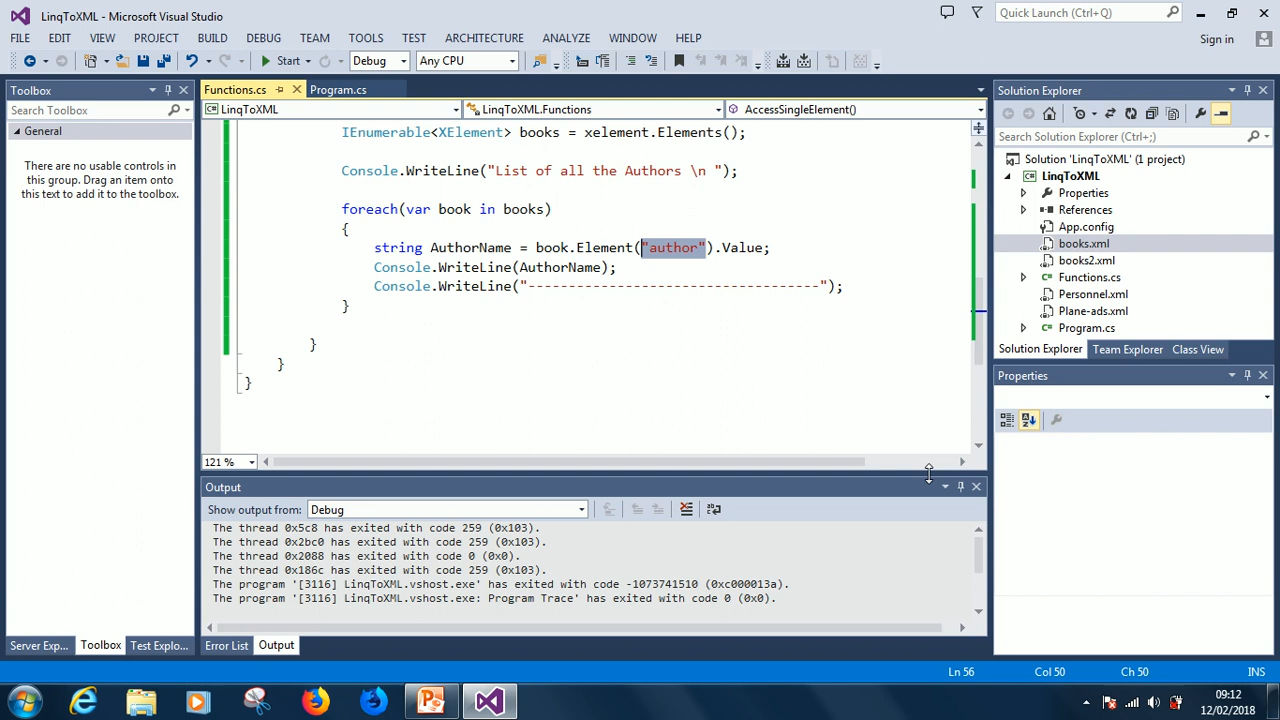 LinqToXML - Microsoft Visual Studio
Quick Launch (Ctrl+Q)
FILE EDIT VIEW PROJECT BUILD DEBUG TEAM TOOLS TEST ARCHITECTURE ANALYZE WINDOW HELP
Sign in
Start Debug Any CPU
Toolbox
Search Toolbox
General
There are no usable controls in
this group. Drag an item onto
this text to add it to the toolbox.
Functions.cs Program.cs
LinqToXML LinqToXML.Functions AccessSingleElement()
IEnumerable<XElement> books = xelement.Elements();
Console.WriteLine("List of all the Authors \n ");
foreach(var book in books)
{
string AuthorName = book.Element("author").Value;
Console.WriteLine(AuthorName);
Console.WriteLine("------------------------------------");
}
}
}
}
121 %
Output
Show output from: Debug
The thread 0x5c8 has exited with code 259 (0x103).
The thread 0x2bc0 has exited with code 259 (0x103).
The thread 0x2088 has exited with code 0 (0x0).
The thread 0x186c has exited with code 259 (0x103).
The program '[3116] LinqToXML.vshost.exe' has exited with code -1073741510 (0xc000013a).
The program '[3116] LinqToXML.vshost.exe: Program Trace' has exited with code 0 (0x0).
Solution Explorer
Search Solution Explorer (Ctrl+;)
Solution 'LinqToXML' (1 project)
LinqToXML
Properties
References
App.config
books.xml
books2.xml
Functions.cs
Personnel.xml
Plane-ads.xml
Program.cs
Solution Explorer Team Explorer Class View
Properties
Server Exp... Toolbox Test Explo...
Error List Output
Ln 56 Col 50 Ch 50 INS
09:12
12/02/2018